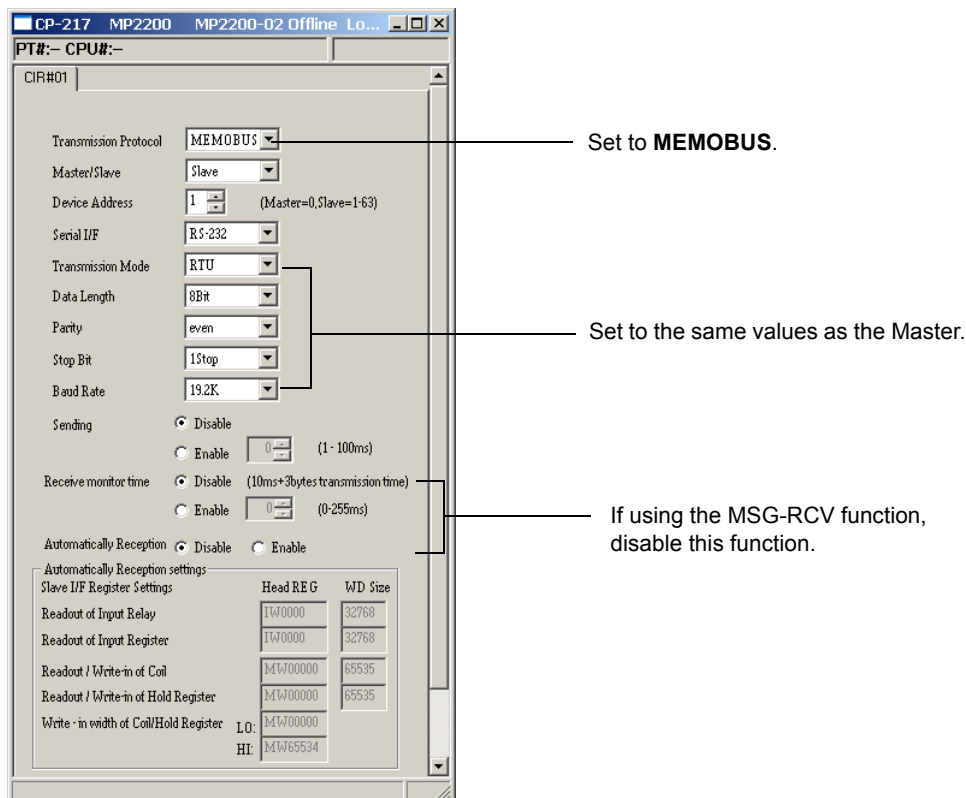 CP-217 MP2200 MP2200-02 Offline Lo...
PT#:– CPU#:–
CIR#01
Transmission Protocol MEMOBUS
Set to MEMOBUS.
Master/Slave Slave
Device Address 1 (Master=0,Slave=1-63)
Serial I/F RS-232
Transmission Mode RTU
Data Length 8Bit
Parity even
Set to the same values as the Master.
Stop Bit 1Stop
Baud Rate 19.2K
Sending Disable
Enable 0 (1 - 100ms)
Receive monitor time Disable (10ms+3bytes transmission time)
Enable 0 (0-255ms)
If using the MSG-RCV function,
disable this function.
Automatically Reception Disable Enable
Automatically Reception settings
Slave I/F Register Settings Head REG WD Size
Readout of Input Relay IW0000 32768
Readout of Input Register IW0000 32768
Readout / Write-in of Coil MW00000 65535
Readout / Write-in of Hold Register MW00000 65535
Write - in width of Coil/Hold Register LO: MW00000
HI: MW65534